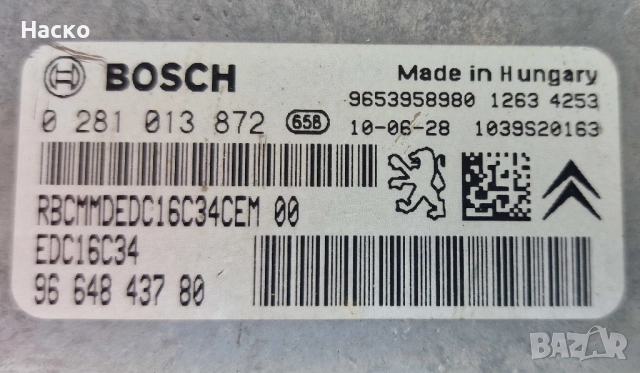 Наско
BOSCH
Made in Hungary
9653958980 1263 4253
0 281 013 872 658
10-06-28 1039S20163
RBCMMDEDC16C34CEM 00
EDC16C34
96 648 437 80
BAZAR